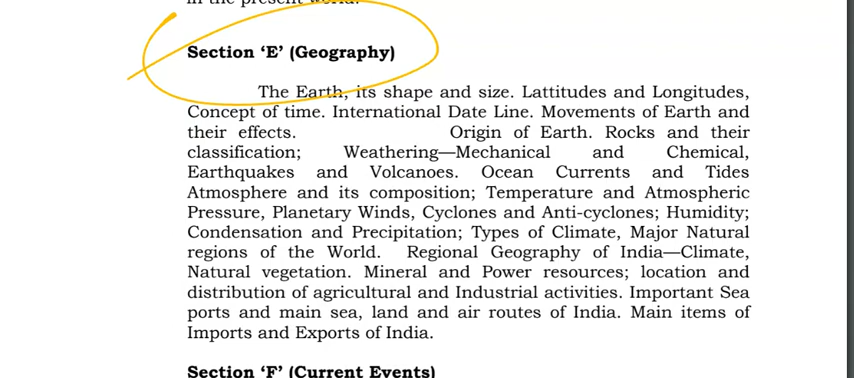 in the present world.
Section ‘E’ (Geography)
The Earth, its shape and size. Lattitudes and Longitudes,
Concept of time. International Date Line. Movements of Earth and
their effects. Origin of Earth. Rocks and their
classification; Weathering—Mechanical and Chemical,
Earthquakes and Volcanoes. Ocean Currents and Tides
Atmosphere and its composition; Temperature and Atmospheric
Pressure, Planetary Winds, Cyclones and Anti-cyclones; Humidity;
Condensation and Precipitation; Types of Climate, Major Natural
regions of the World. Regional Geography of India—Climate,
Natural vegetation. Mineral and Power resources; location and
distribution of agricultural and Industrial activities. Important Sea
ports and main sea, land and air routes of India. Main items of
Imports and Exports of India.
Section ‘F’ (Current Events)